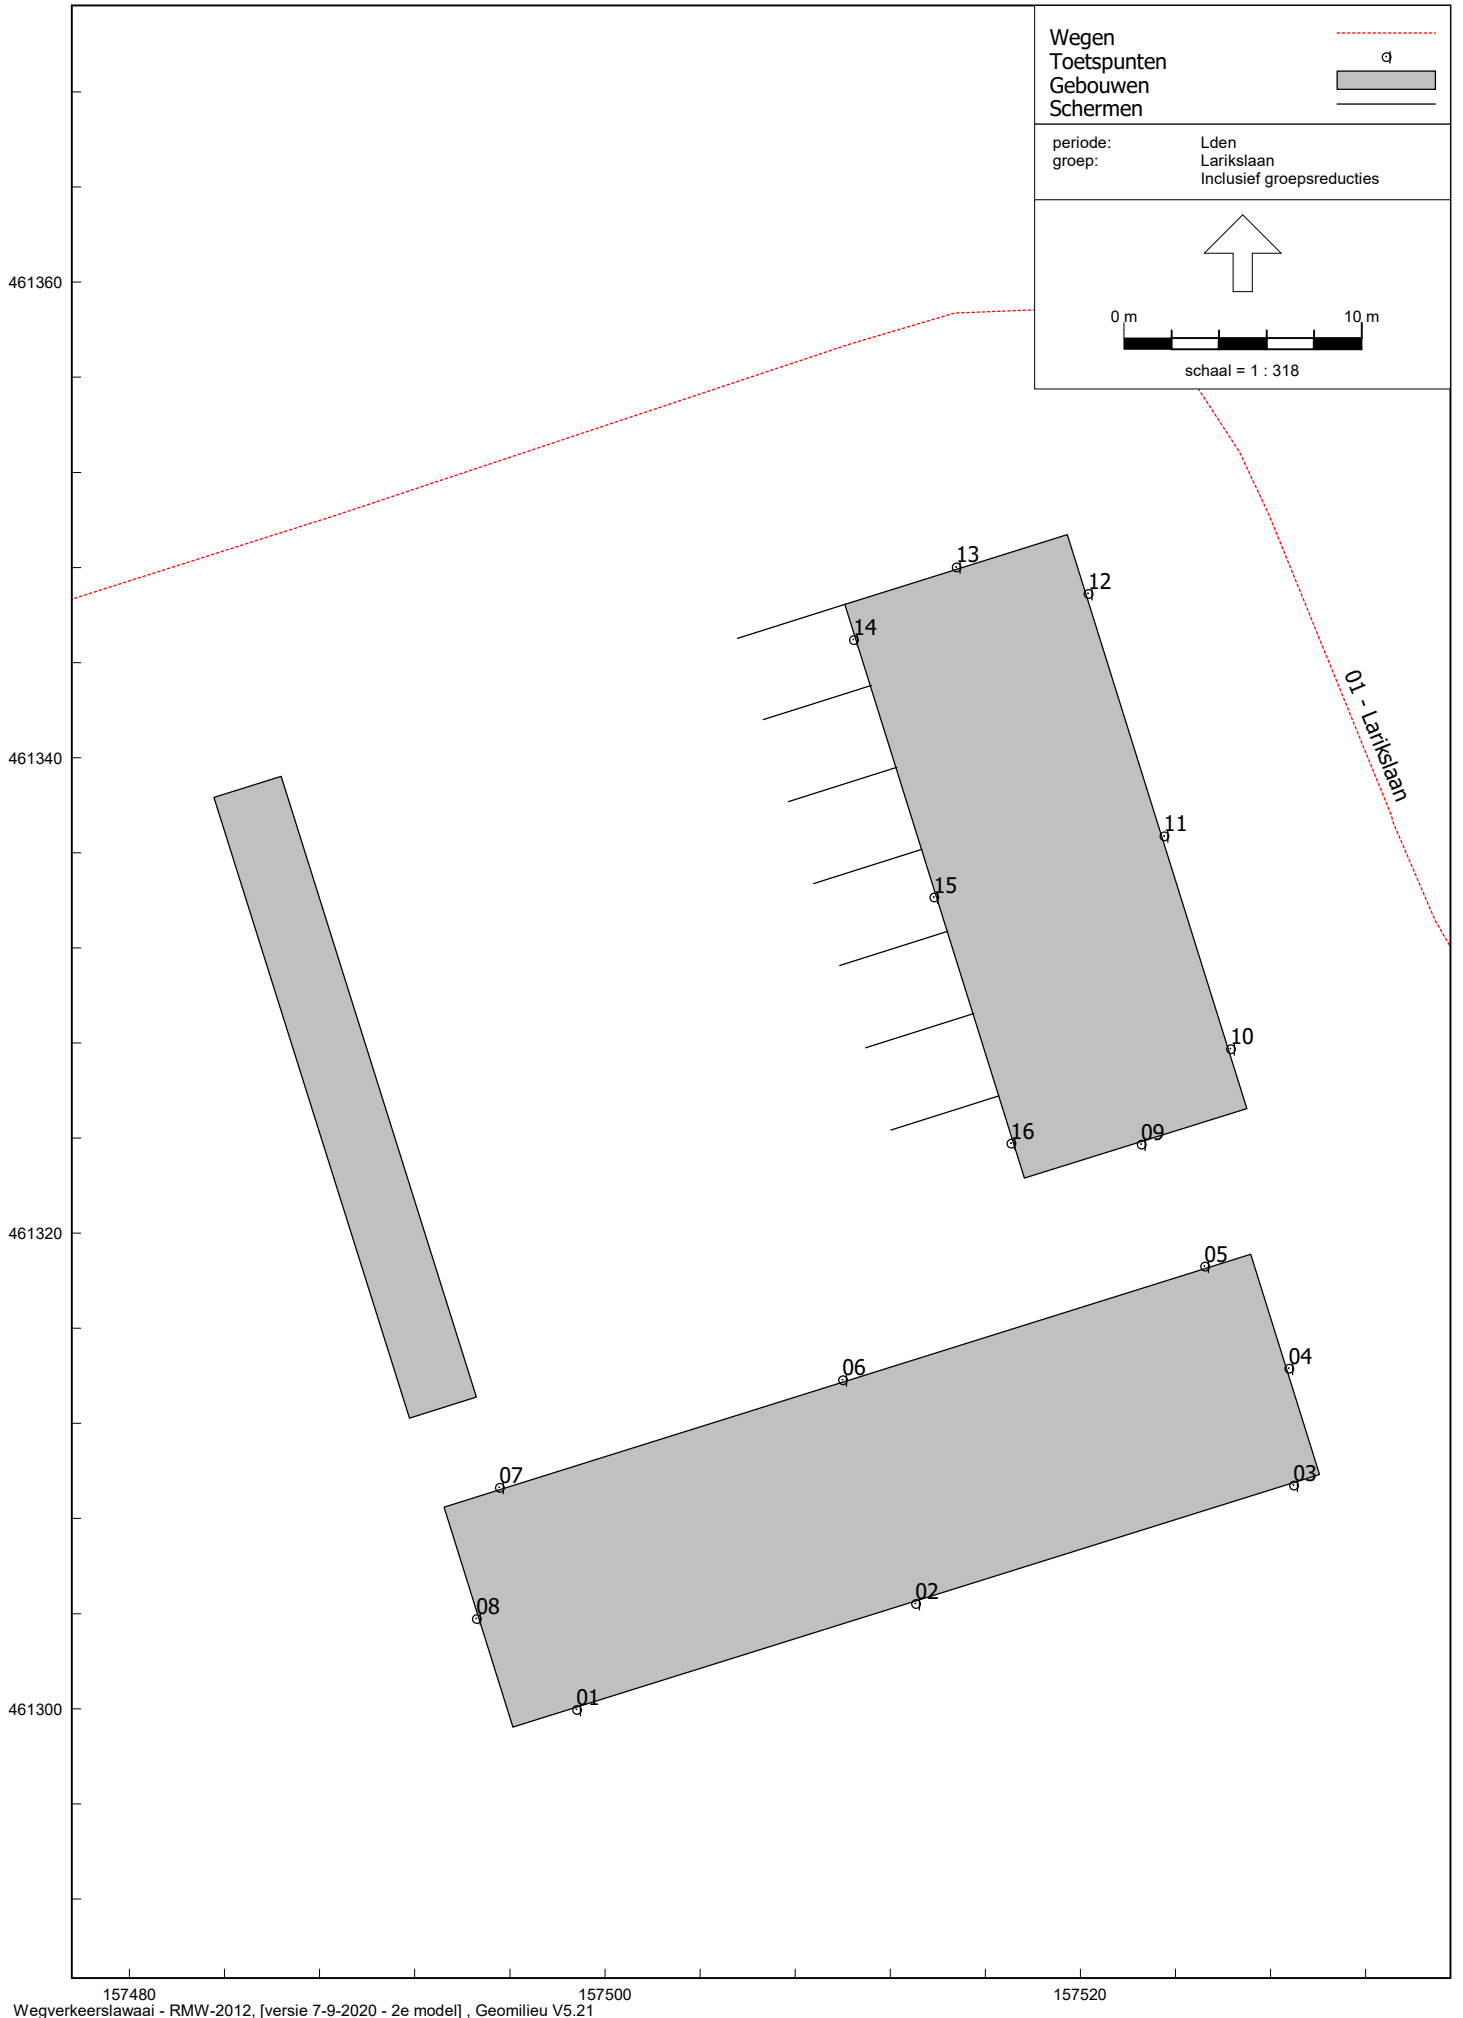 Wegen
Toetspunten
Gebouwen
Schermen
periode: Lden
groep: Larikslaan
Inclusief groepsreducties
0 m 10 m
schaal = 1 : 318
461360
13
12
14
01 - Larikslaan
461340
11
15
10
16
09
461320
05
06
04
07
03
08
02
01
461300
157480 157500 157520
Wegverkeerslawaai - RMW-2012, [versie 7-9-2020 - 2e model] , Geomilieu V5.21